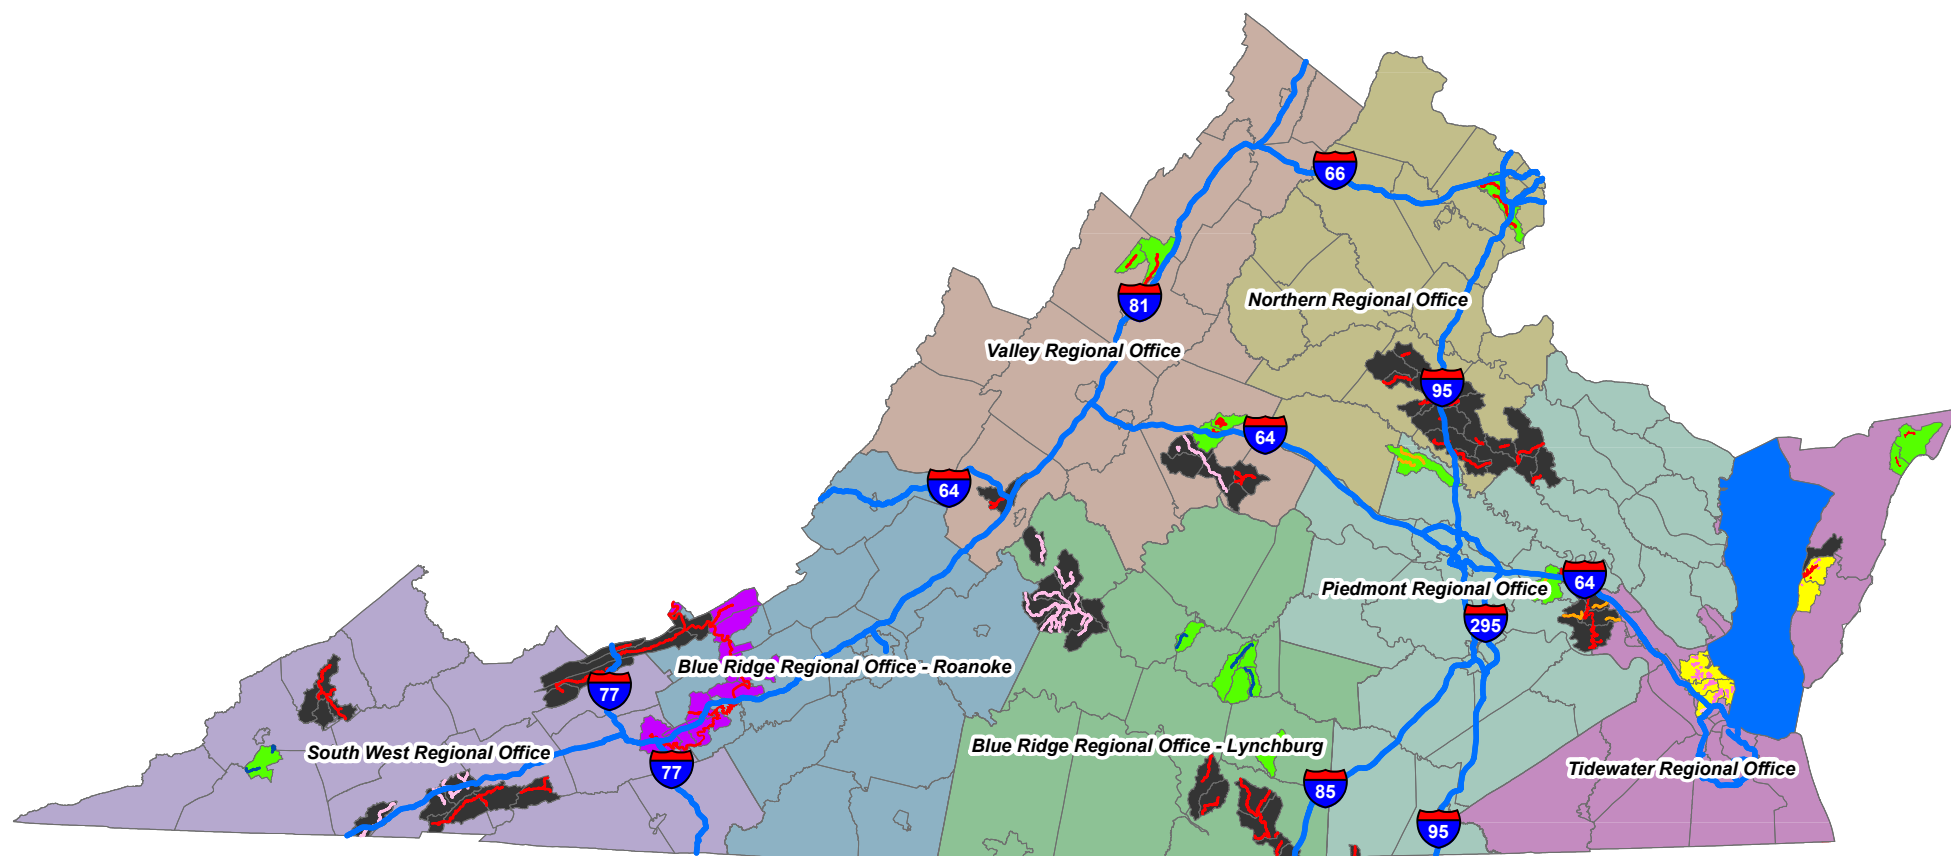 66
Northern Regional Office
81
Valley Regional Office
95
64
64
64
Piedmont Regional Office
295
Blue Ridge Regional Office - Roanoke
77
Blue Ridge Regional Office - Lynchburg
South West Regional Office
77
Tidewater Regional Office
85
95